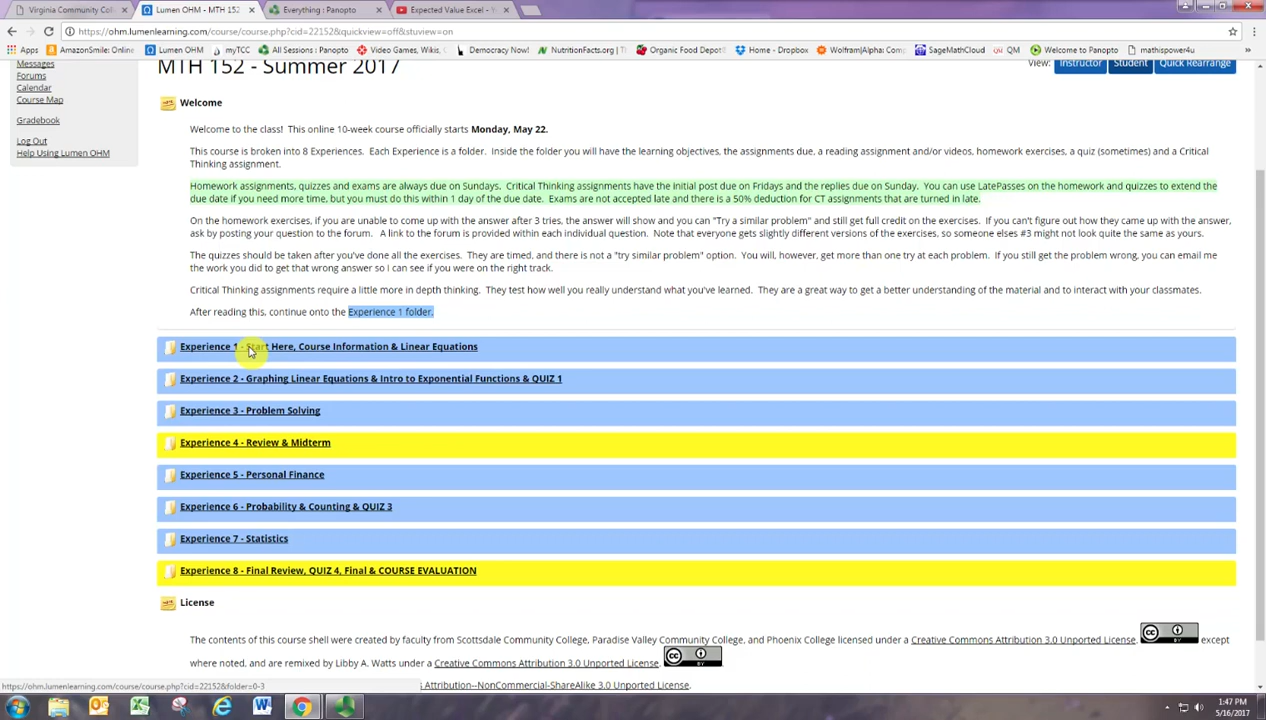 Virginia Community Coll
Lumen OHM - MTH 152
Everything : Panopto
Expected Value Excel - Y
https://ohm.lumenlearning.com/course/course.php?cid=22152&quickview=off&stuview=on
Apps AmazonSmile: Online Lumen OHM myTCC All Sessions : Panopto Video Games, Wikis, C Democracy Now! NutritionFacts.org | T Organic Food Depot Home - Dropbox Wolfram|Alpha: Comp SageMathCloud QM Welcome to Panopto mathispower4u »
Messages
Forums
Calendar
Course Map
Gradebook
Log Out
Help Using Lumen OHM
MTH 152 - Summer 2017
View: Instructor Student Quick Rearrange
Welcome
Welcome to the class! This online 10-week course officially starts Monday, May 22.
This course is broken into 8 Experiences. Each Experience is a folder. Inside the folder you will have the learning objectives, the assignments due, a reading assignment and/or videos, homework exercises, a quiz (sometimes) and a Critical
Thinking assignment.
Homework assignments, quizzes and exams are always due on Sundays. Critical Thinking assignments have the initial post due on Fridays and the replies due on Sunday. You can use LatePasses on the homework and quizzes to extend the
due date if you need more time, but you must do this within 1 day of the due date. Exams are not accepted late and there is a 50% deduction for CT assignments that are turned in late.
On the homework exercises, if you are unable to come up with the answer after 3 tries, the answer will show and you can "Try a similar problem" and still get full credit on the exercises. If you can't figure out how they came up with the answer,
ask by posting your question to the forum. A link to the forum is provided within each individual question. Note that everyone gets slightly different versions of the exercises, so someone elses #3 might not look quite the same as yours.
The quizzes should be taken after you've done all the exercises. They are timed, and there is not a "try similar problem" option. You will, however, get more than one try at each problem. If you still get the problem wrong, you can email me
the work you did to get that wrong answer so I can see if you were on the right track.
Critical Thinking assignments require a little more in depth thinking. They test how well you really understand what you've learned. They are a great way to get a better understanding of the material and to interact with your classmates.
After reading this, continue onto the Experience 1 folder.
Experience 1 - Start Here, Course Information & Linear Equations
Experience 2 - Graphing Linear Equations & Intro to Exponential Functions & QUIZ 1
Experience 3 - Problem Solving
Experience 4 - Review & Midterm
Experience 5 - Personal Finance
Experience 6 - Probability & Counting & QUIZ 3
Experience 7 - Statistics
Experience 8 - Final Review, QUIZ 4, Final & COURSE EVALUATION
License
The contents of this course shell were created by faculty from Scottsdale Community College, Paradise Valley Community College, and Phoenix College licensed under a Creative Commons Attribution 3.0 Unported License. except
where noted, and are remixed by Libby A. Watts under a Creative Commons Attribution 3.0 Unported License.
Attribution--NonCommercial-ShareAlike 3.0 Unported License.
https://ohm.lumenlearning.com/course/course.php?cid=22152&folder=0-3
1:47 PM
5/16/2017